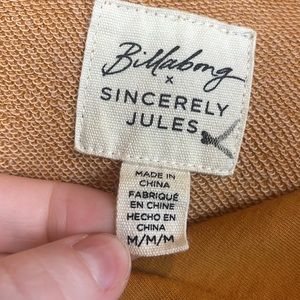 Billabong
x
SINCERELY
JULES
MADE IN
CHINA
FABRIQUÉ
EN CHINE
HECHO EN
CHINA
M/M/M